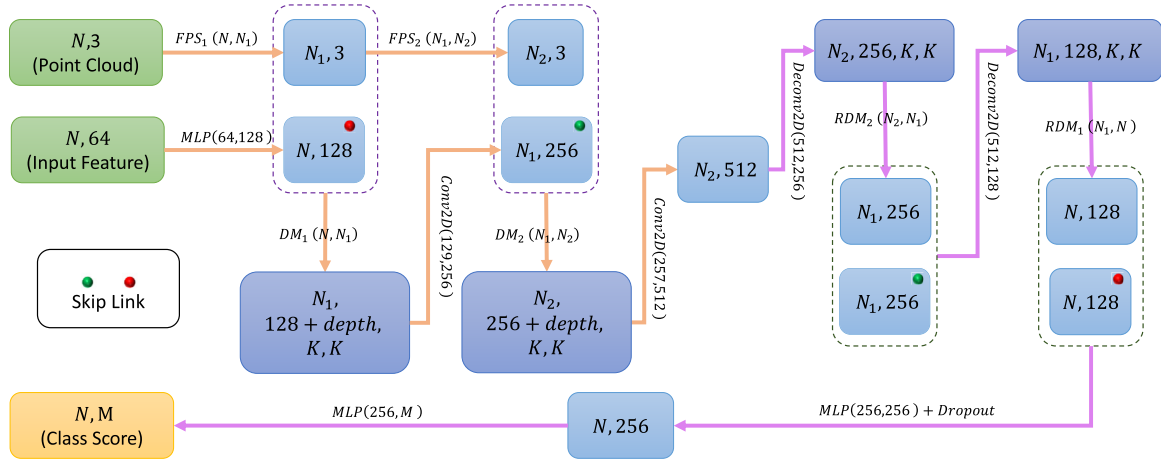 N,3
(Point Cloud)
FPS₁ (N,N₁)
N₁,3
FPS₂ (N₁,N₂)
N₂,3
N,64
(Input Feature)
MLP(64,128)
N,128
N₁,256
DM₁ (N,N₁)
Conv2D(129,256)
DM₂ (N₁,N₂)
Conv2D(257,512)
N₁,
128 + depth,
K,K
N₂,
256 + depth,
K,K
Skip Link
N₂,512
Deconv2D(512,256)
N₂,256,K,K
RDM₂ (N₂,N₁)
N₁,256
N₁,256
Deconv2D(512,128)
N₁,128,K,K
RDM₁ (N₁,N)
N,128
N,128
MLP(256,256) + Dropout
N,256
MLP(256,M)
N,M
(Class Score)